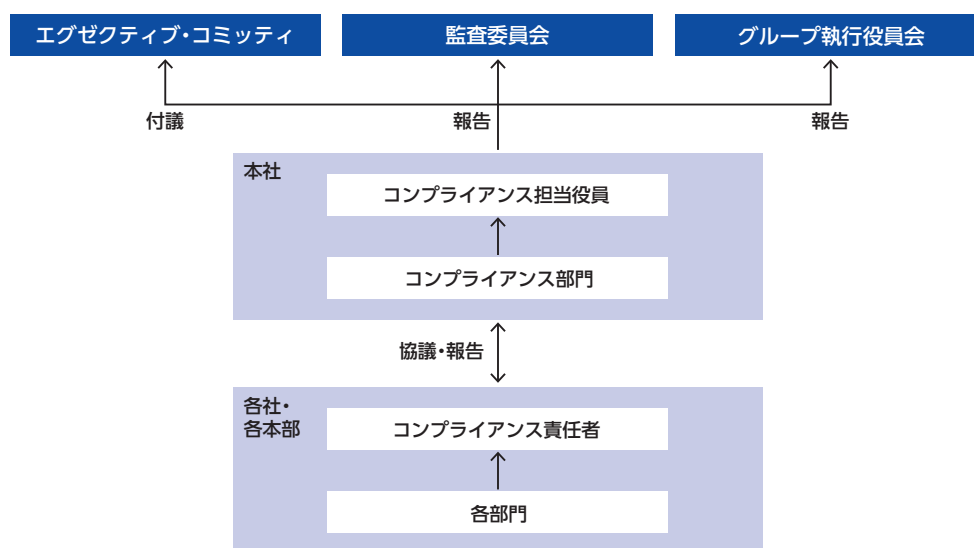 エグゼクティブ・コミッティ
監査委員会
グループ執行役員会
付議
報告
報告
本社
コンプライアンス担当役員
コンプライアンス部門
協議・報告
各社・
各本部
コンプライアンス責任者
各部門